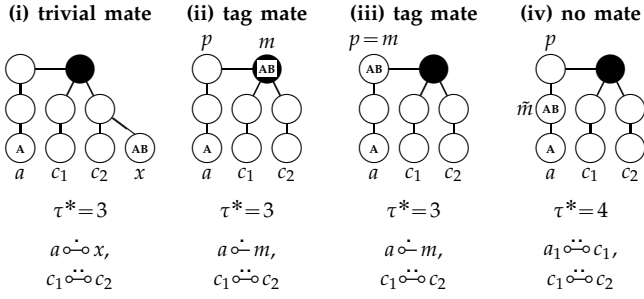 (i) trivial mate (ii) tag mate (iii) tag mate (iv) no mate
p m p = m p
AB AB
AB m̃
A AB A A A
a c₁ c₂ x a c₁ c₂ a c₁ c₂ a c₁ c₂
τ* = 3 τ* = 3 τ* = 3 τ* = 4
a ⚬–̇⚬ x, a ⚬–̇ m, a ⚬–̇ m, a₁ ⚬–̈⚬ c₁,
c₁ ⚬–̈⚬ c₂ c₁ ⚬–̈⚬ c₂ c₁ ⚬–̈⚬ c₂ c₁ ⚬–̈⚬ c₂